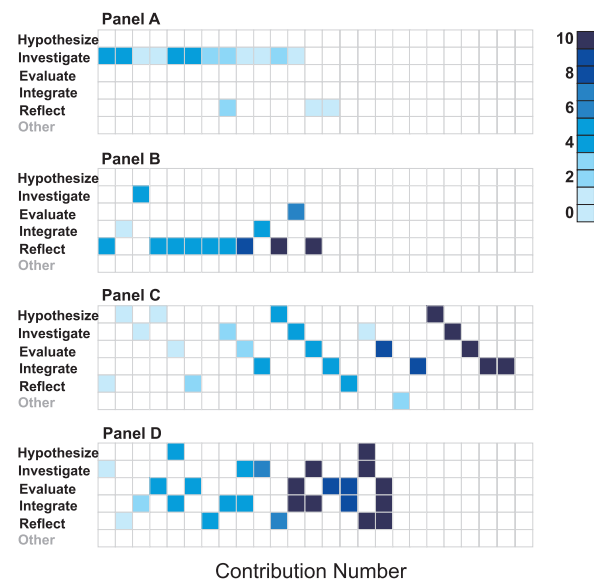 Panel A
Hypothesize
Investigate
Evaluate
Integrate
Reflect
Other
10
8
6
4
2
0
Panel B
Hypothesize
Investigate
Evaluate
Integrate
Reflect
Other
Panel C
Hypothesize
Investigate
Evaluate
Integrate
Reflect
Other
Panel D
Hypothesize
Investigate
Evaluate
Integrate
Reflect
Other
Contribution Number